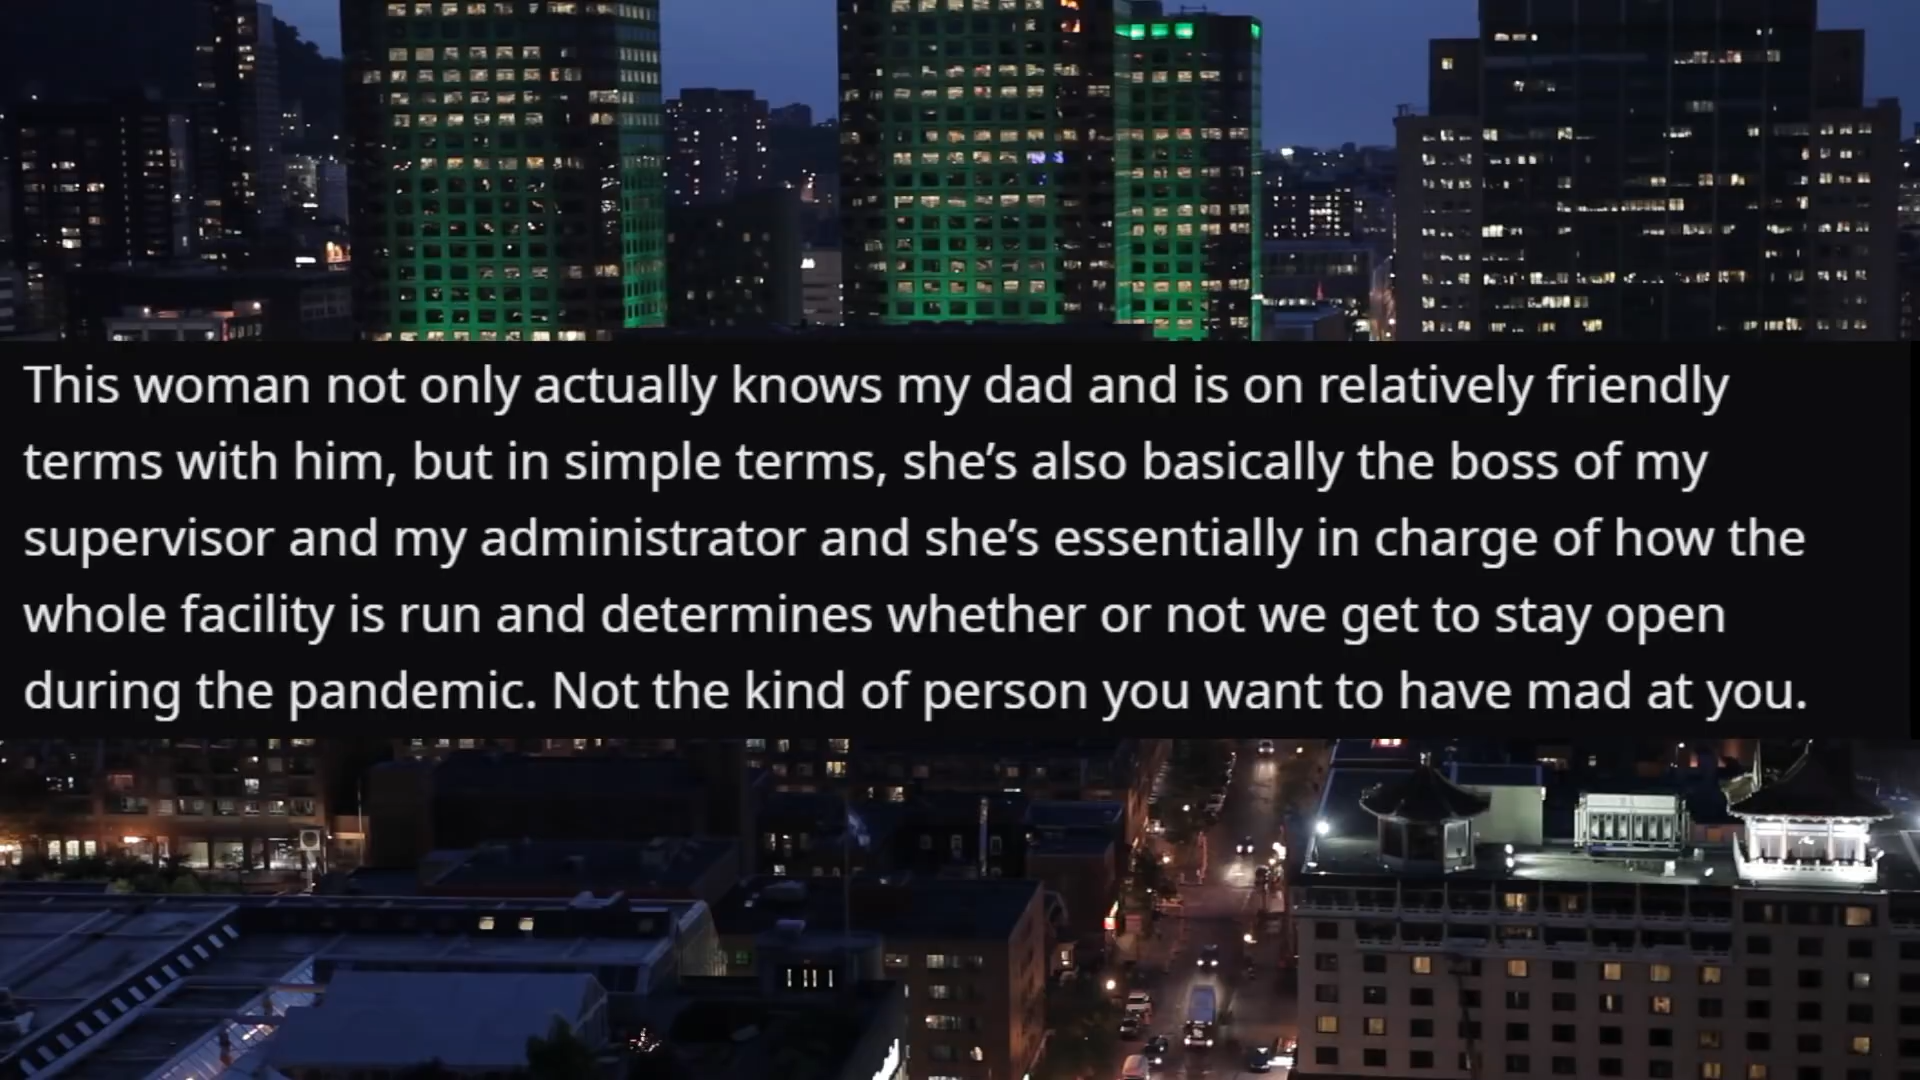 This woman not only actually knows my dad and is on relatively friendly
terms with him, but in simple terms, she’s also basically the boss of my
supervisor and my administrator and she’s essentially in charge of how the
whole facility is run and determines whether or not we get to stay open
during the pandemic. Not the kind of person you want to have mad at you.